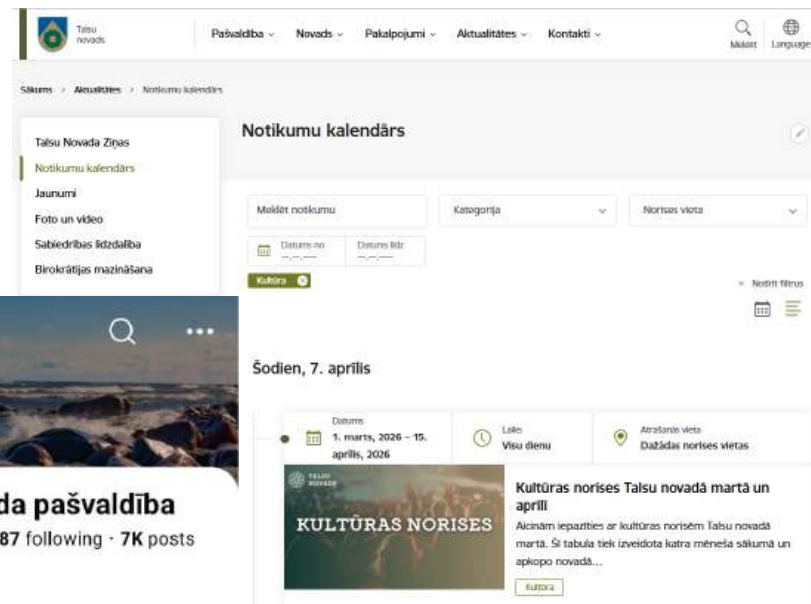 Talsu
novads
Pašvaldība
Novads
Pakalpojumi
Aktualitātes
Kontakti
Meklēt
Language
Sākums > Aktualitātes > Notikumu kalendārs
Talsu Novada Ziņas
Notikumu kalendārs
Jaunumi
Foto un video
Sabiedrības līdzdalība
Birokrātijas mazināšana
Notikumu kalendārs
Meklēt notikumu
Kategorija
Norises vieta
Datums no
Datums līdz
--.--.----
--.--.----
Kultūra
× Notīrīt filtrus
Šodien, 7. aprīlis
Datums
1. marts, 2026 – 15.
aprīlis, 2026
Laiks
Visu dienu
Atrašanās vieta
Dažādas norises vietas
TALSU
NOVADS
KULTŪRAS NORISES
Kultūras norises Talsu novadā martā un
aprīlī
Aicinām iepazīties ar kultūras norisēm Talsu novadā
martā. Šī tabula tiek izveidota katra mēneša sākumā un
apkopo novadā...
Kultūra
da pašvaldība
87 following · 7K posts